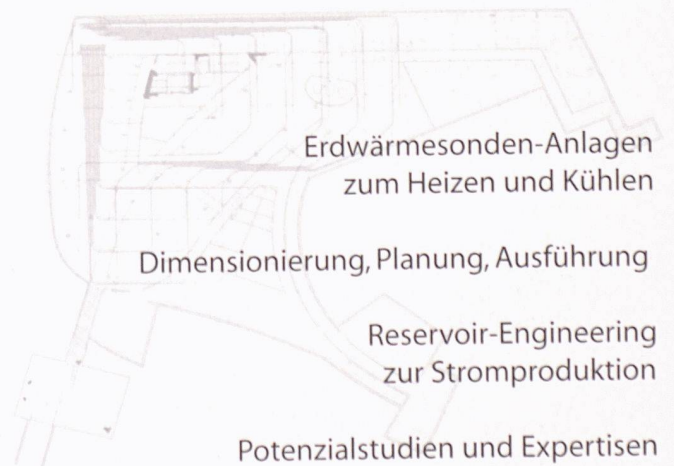 Erdwärmesonden-Anlagen
zum Heizen und Kühlen
Dimensionierung, Planung, Ausführung
Reservoir-Engineering
zur Stromproduktion
Potenzialstudien und Expertisen